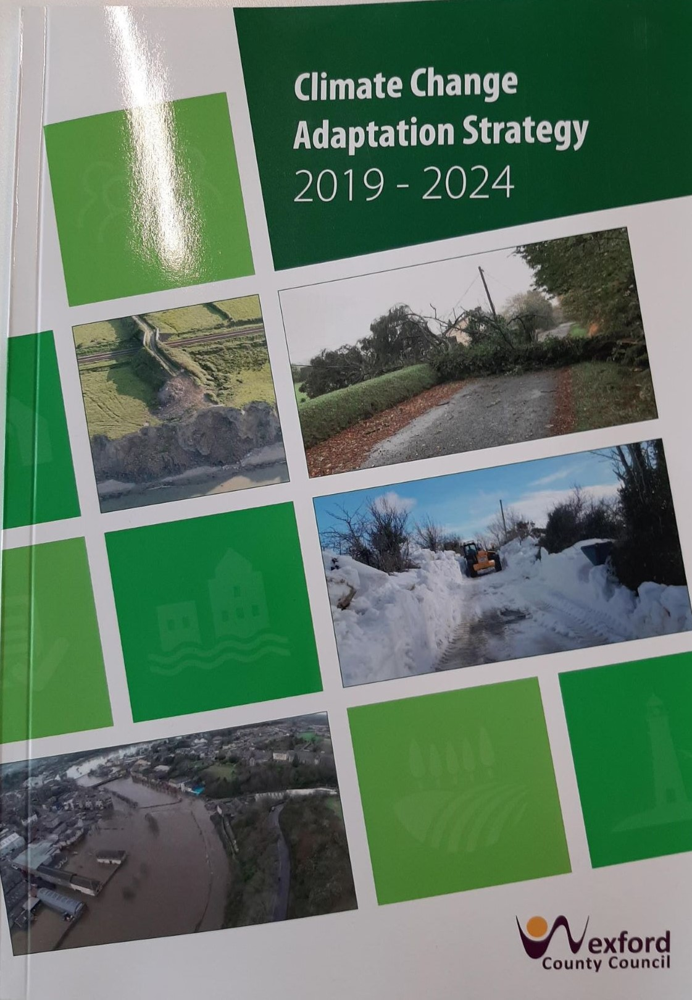 Climate Change
Adaptation Strategy
2019 - 2024
Wexford
County Council